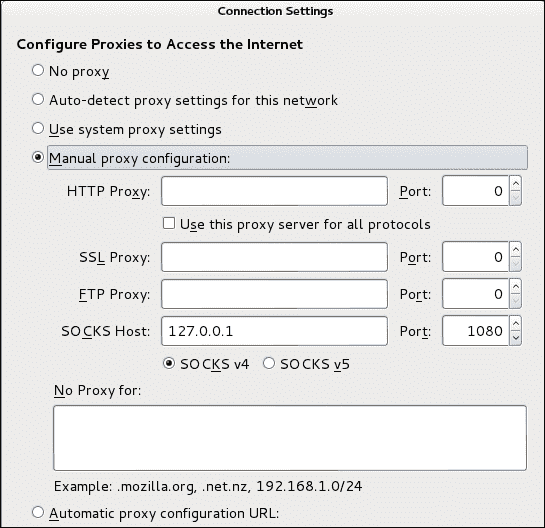 Connection Settings
Configure Proxies to Access the Internet
No proxy
Auto-detect proxy settings for this network
Use system proxy settings
Manual proxy configuration:
HTTP Proxy: Port: 0
Use this proxy server for all protocols
SSL Proxy: Port: 0
FTP Proxy: Port: 0
SOCKS Host: 127.0.0.1 Port: 1080
SOCKS v4 SOCKS v5
No Proxy for:
Example: .mozilla.org, .net.nz, 192.168.1.0/24
Automatic proxy configuration URL: